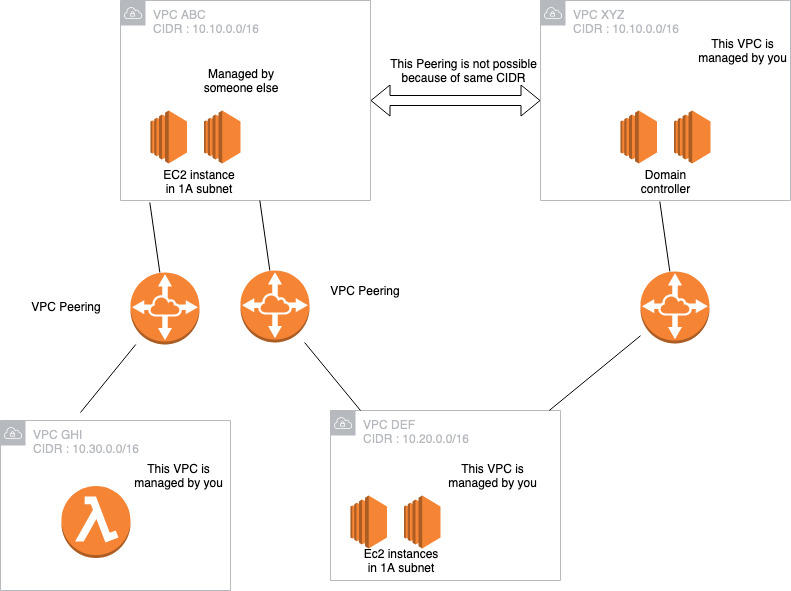 VPC ABC
CIDR : 10.10.0.0/16
Managed by
someone else
EC2 instance
in 1A subnet
This Peering is not possible
because of same CIDR
VPC XYZ
CIDR : 10.10.0.0/16
This VPC is
managed by you
Domain
controller
VPC Peering
VPC Peering
VPC GHI
CIDR : 10.30.0.0/16
This VPC is
managed by you
VPC DEF
CIDR : 10.20.0.0/16
This VPC is
managed by you
Ec2 instances
in 1A subnet